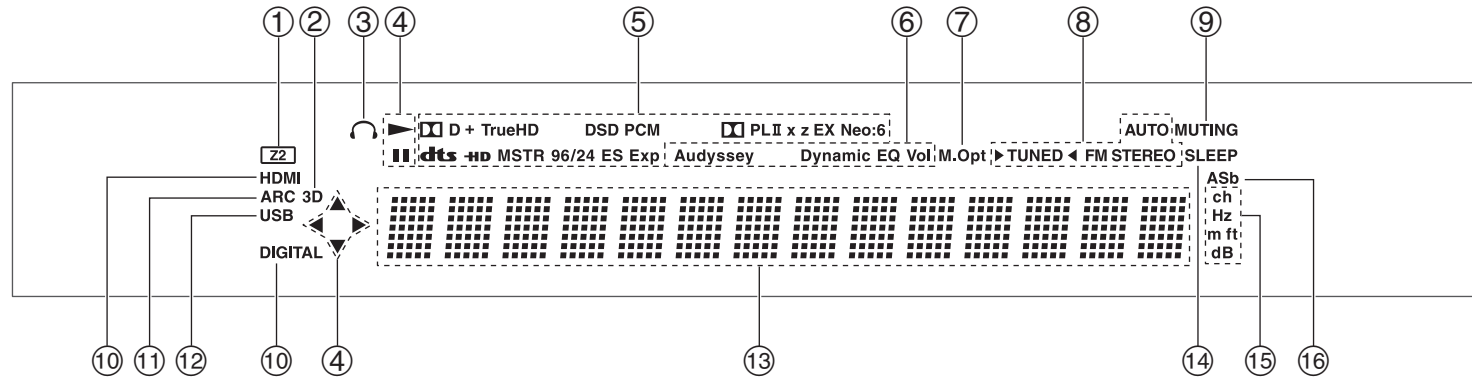 ① ② ③ ④ ⑤ ⑥ ⑦ ⑧ ⑨
D + TrueHD DSD PCM PLII x z EX Neo:6 AUTO MUTING
Z2 dts -HD MSTR 96/24 ES Exp Audyssey Dynamic EQ Vol M.Opt TUNED FM STEREO SLEEP
HDMI ASb
ARC 3D ch
USB Hz
m ft
DIGITAL dB
⑩ ⑪ ⑫ ⑩ ④ ⑬ ⑭ ⑮ ⑯